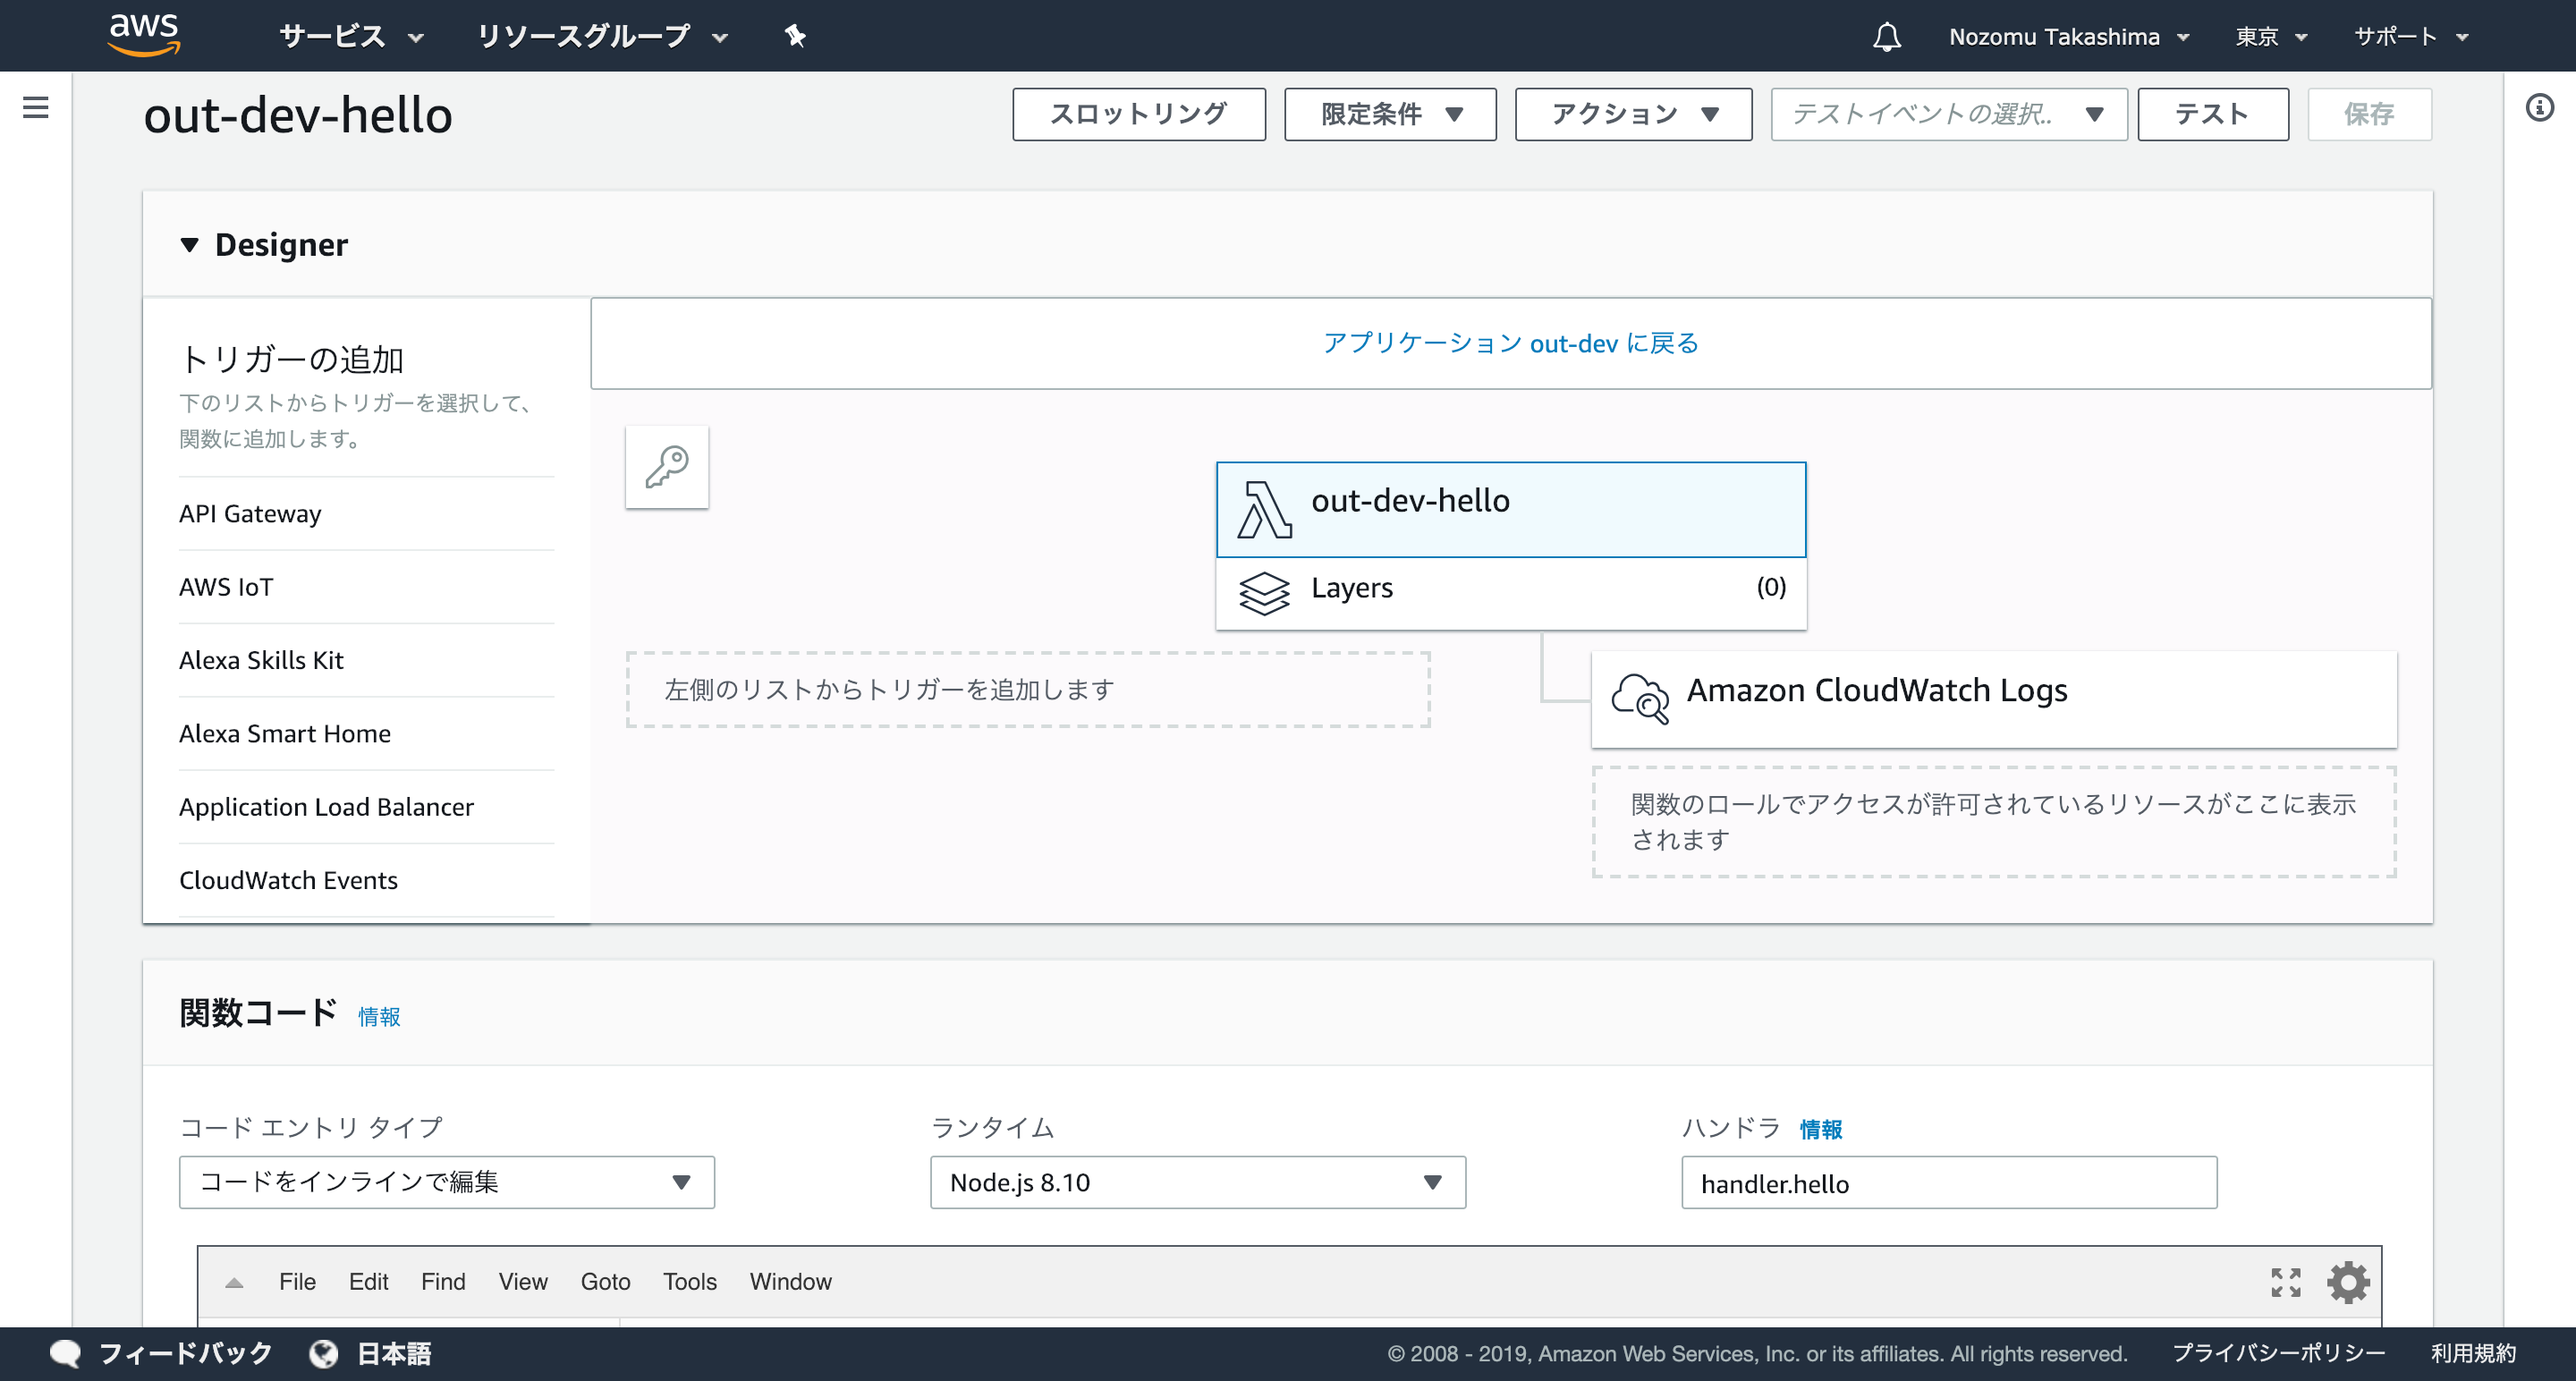 aws サービス リソースグループ Nozomu Takashima 東京 サポート
out-dev-hello スロットリング 限定条件 アクション テストイベントの選択.. テスト 保存
Designer
トリガーの追加
下のリストからトリガーを選択して、
関数に追加します。
API Gateway
AWS IoT
Alexa Skills Kit
Alexa Smart Home
Application Load Balancer
CloudWatch Events
アプリケーション out-dev に戻る
out-dev-hello
Layers (0)
左側のリストからトリガーを追加します
Amazon CloudWatch Logs
関数のロールでアクセスが許可されているリソースがここに表示
されます
関数コード 情報
コード エントリ タイプ
コードをインラインで編集
ランタイム
Node.js 8.10
ハンドラ 情報
handler.hello
File Edit Find View Goto Tools Window
フィードバック 日本語 © 2008 - 2019, Amazon Web Services, Inc. or its affiliates. All rights reserved. プライバシーポリシー 利用規約